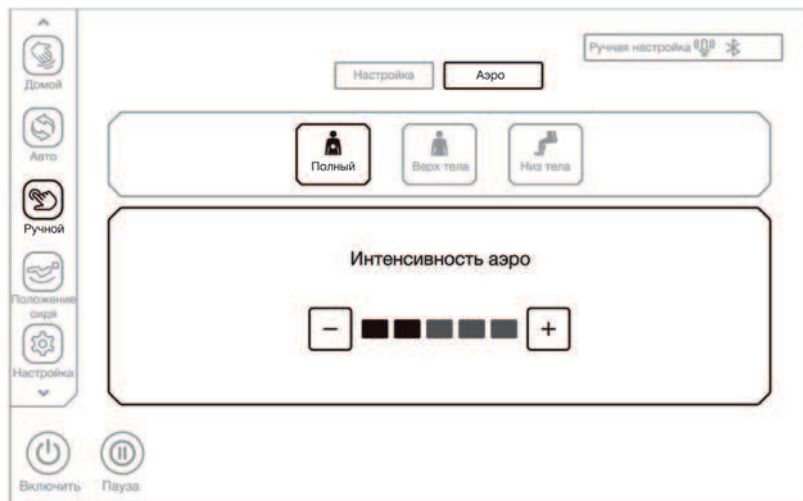 Домой
Авто
Ручной
Положение
сидя
Настройка
Включить
Пауза
Ручная настройка
Настройка
Аэро
Полный
Верх тела
Низ тела
Интенсивность аэро
− +